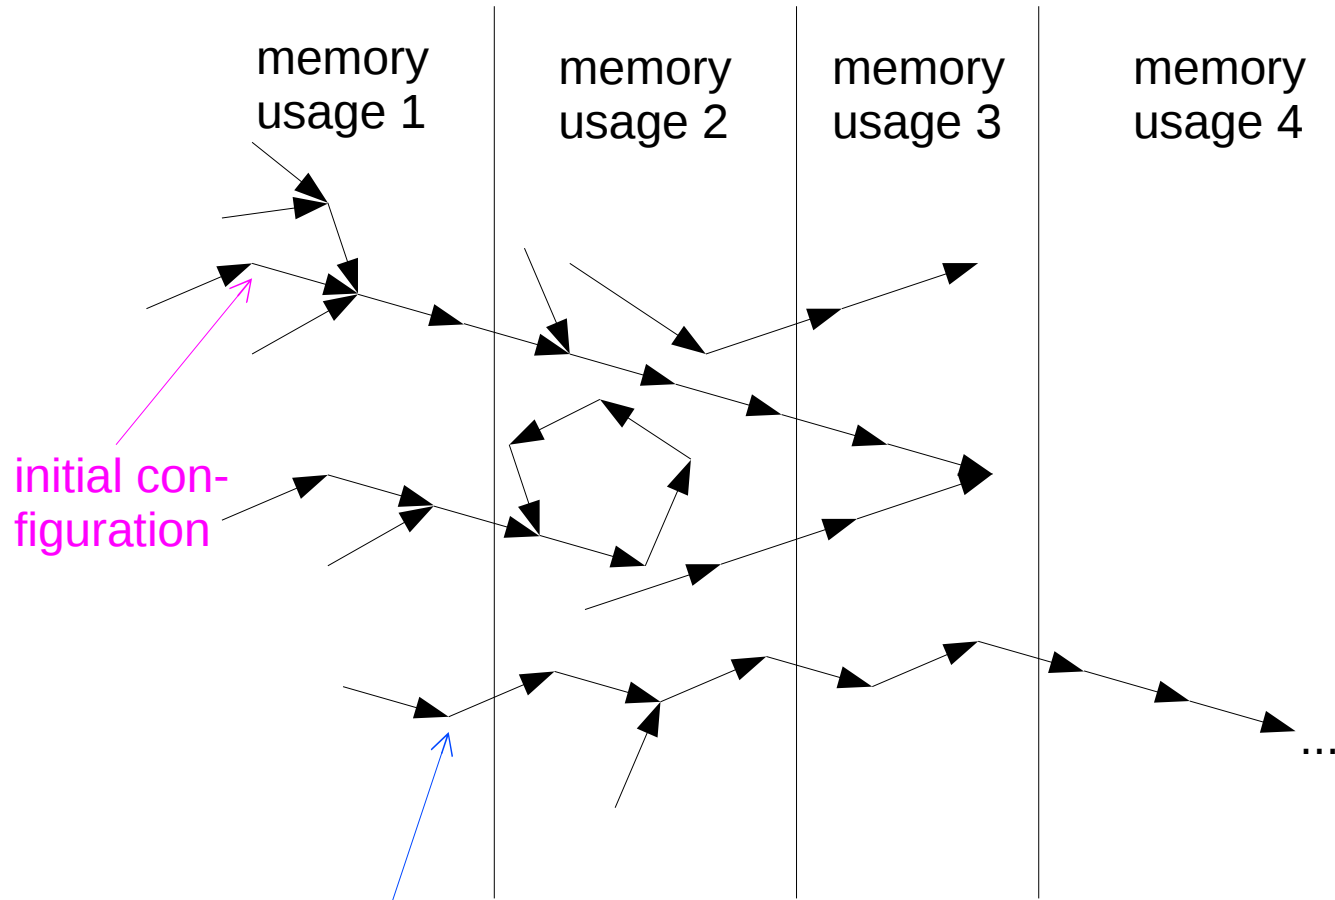 memory
usage 1
memory
usage 2
memory
usage 3
memory
usage 4
initial con-
figuration
...